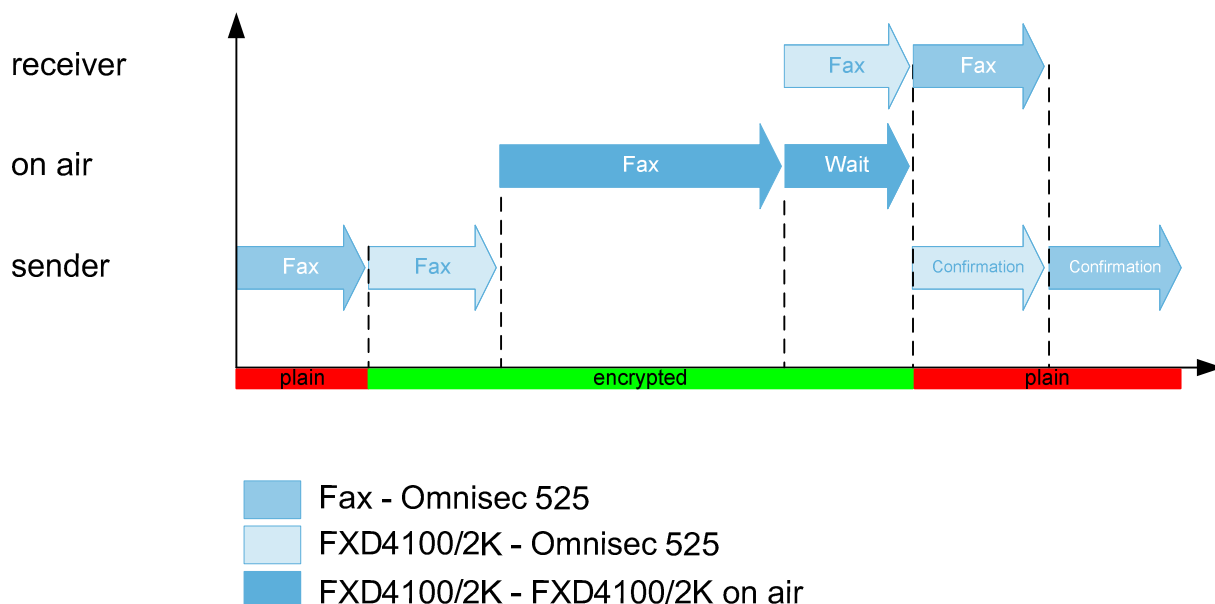 receiver
Fax
Fax
on air
Fax
Wait
sender
Fax
Fax
Confirmation
Confirmation
plain
encrypted
plain
Fax - Omnisec 525
FXD4100/2K - Omnisec 525
FXD4100/2K - FXD4100/2K on air